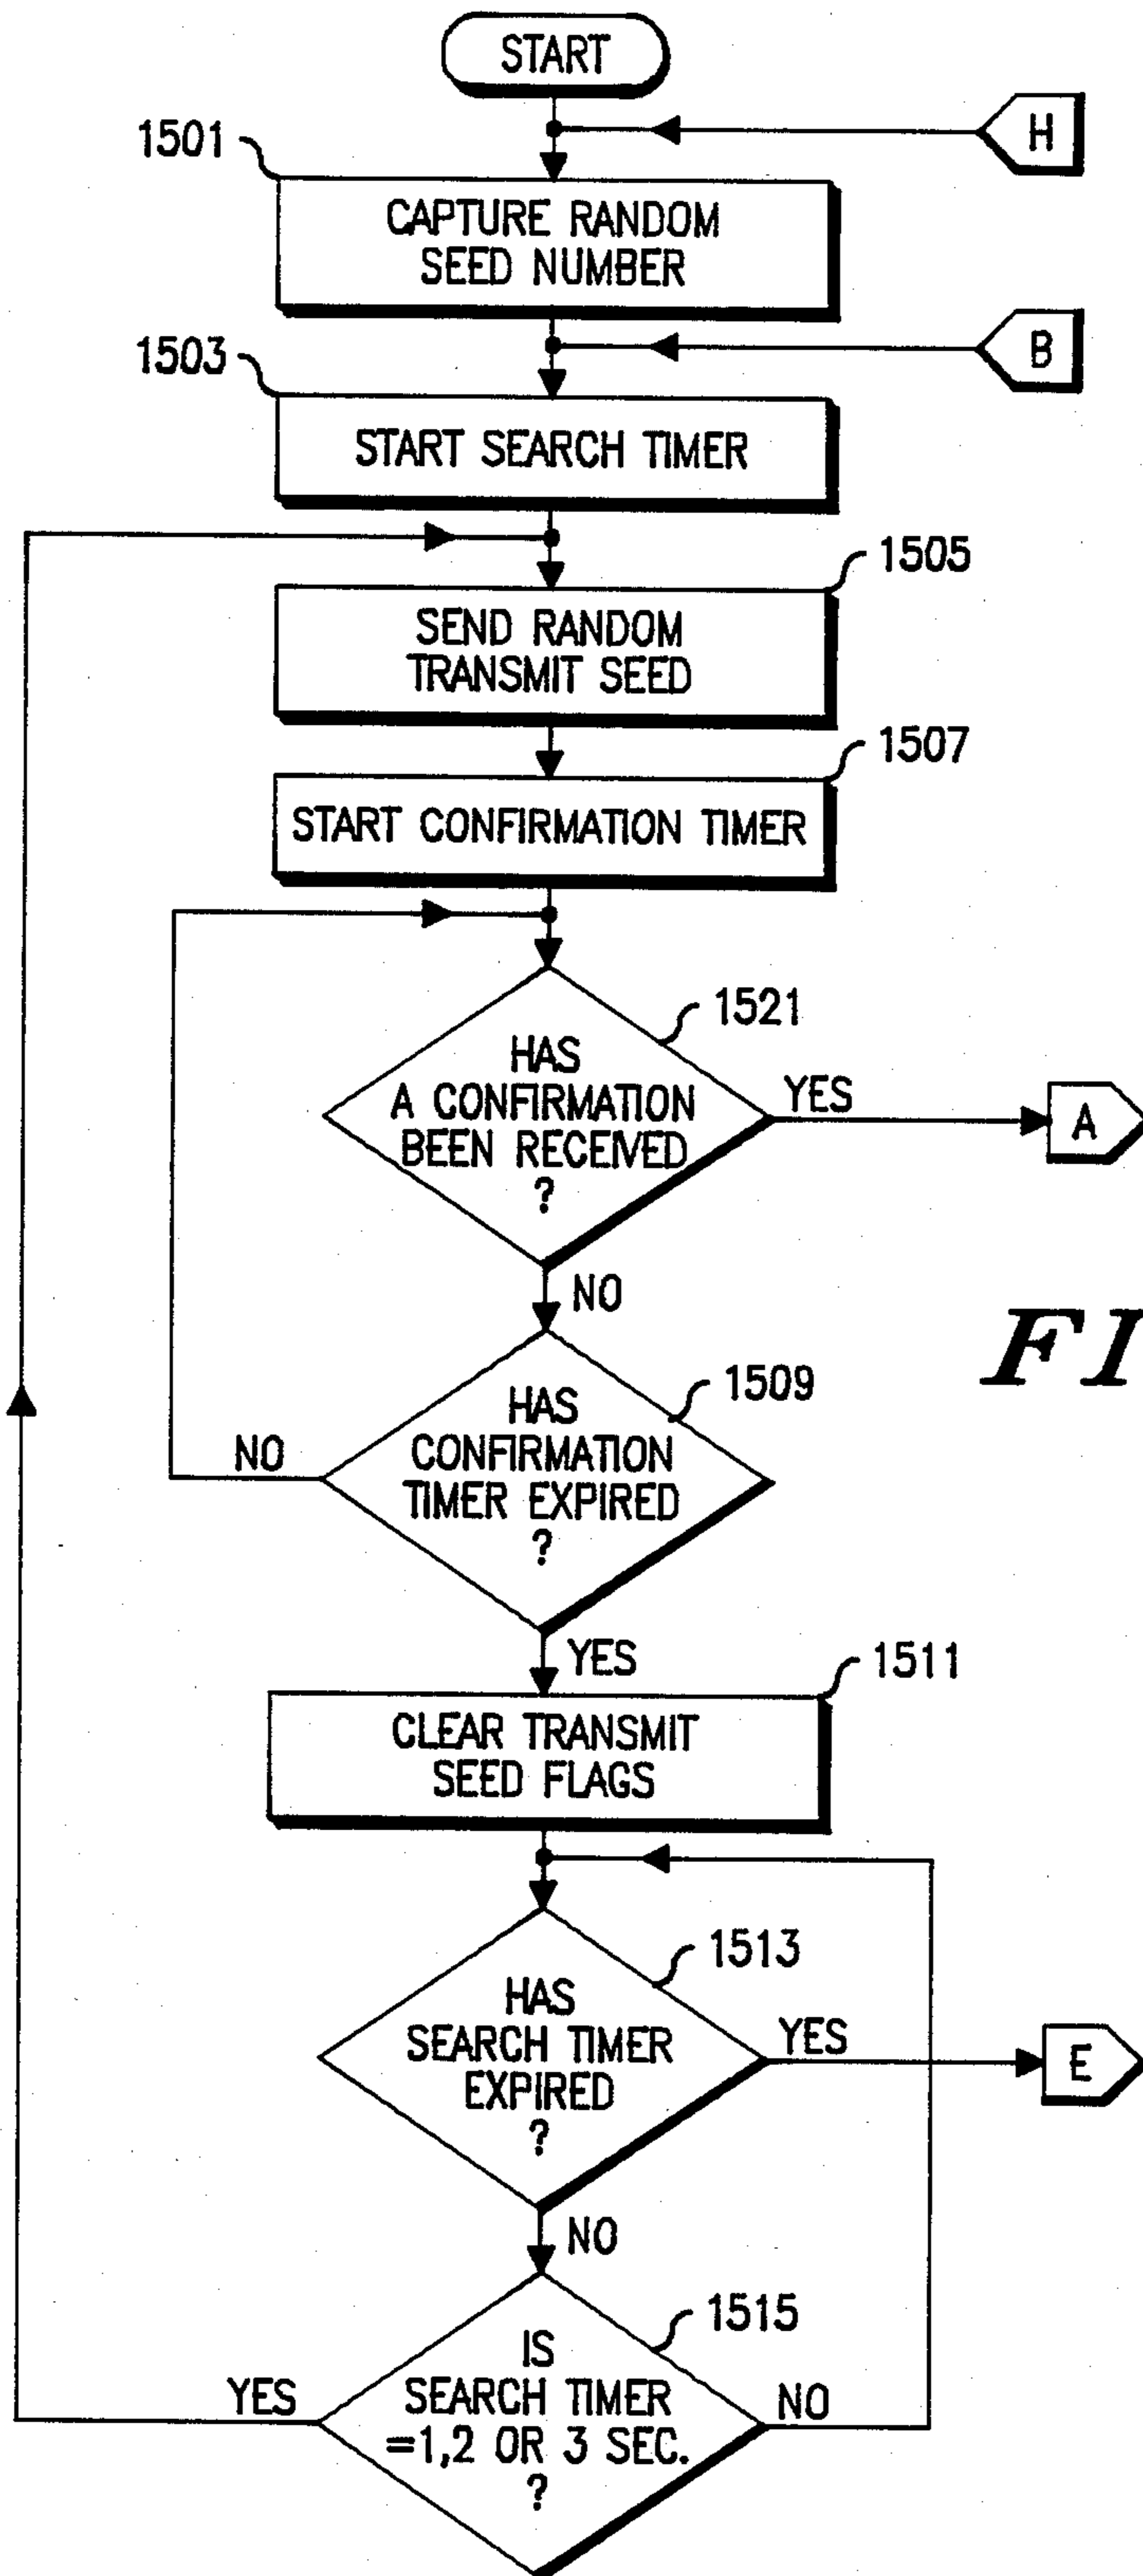 START
H
1501
CAPTURE RANDOM
SEED NUMBER
B
1503
START SEARCH TIMER
1505
SEND RANDOM
TRANSMIT SEED
1507
START CONFIRMATION TIMER
1521
HAS
A CONFIRMATION
BEEN RECEIVED
?
YES
A
NO
FI
1509
HAS
CONFIRMATION
TIMER EXPIRED
?
NO
YES
1511
CLEAR TRANSMIT
SEED FLAGS
1513
HAS
SEARCH TIMER
EXPIRED
?
YES
E
NO
1515
IS
SEARCH TIMER
=1,2 OR 3 SEC.
?
YES
NO